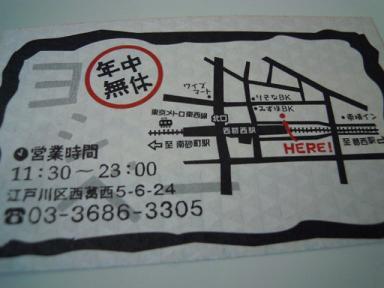 年中
無休
ワイズ
マート
りそなBK
みずほBK
東京メトロ東西線
北口
西葛西駅
至 南砂町駅
至 葛西駅
HERE!
営業時間
11:30～23:00
江戸川区西葛西5-6-24
☎03-3686-3305